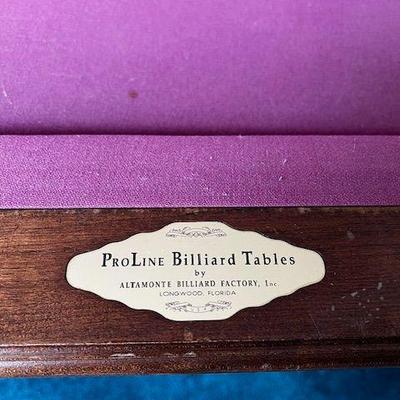 ProLine Billiard Tables
by
Altamonte Billiard Factory, Inc.
LONGWOOD, FLORIDA